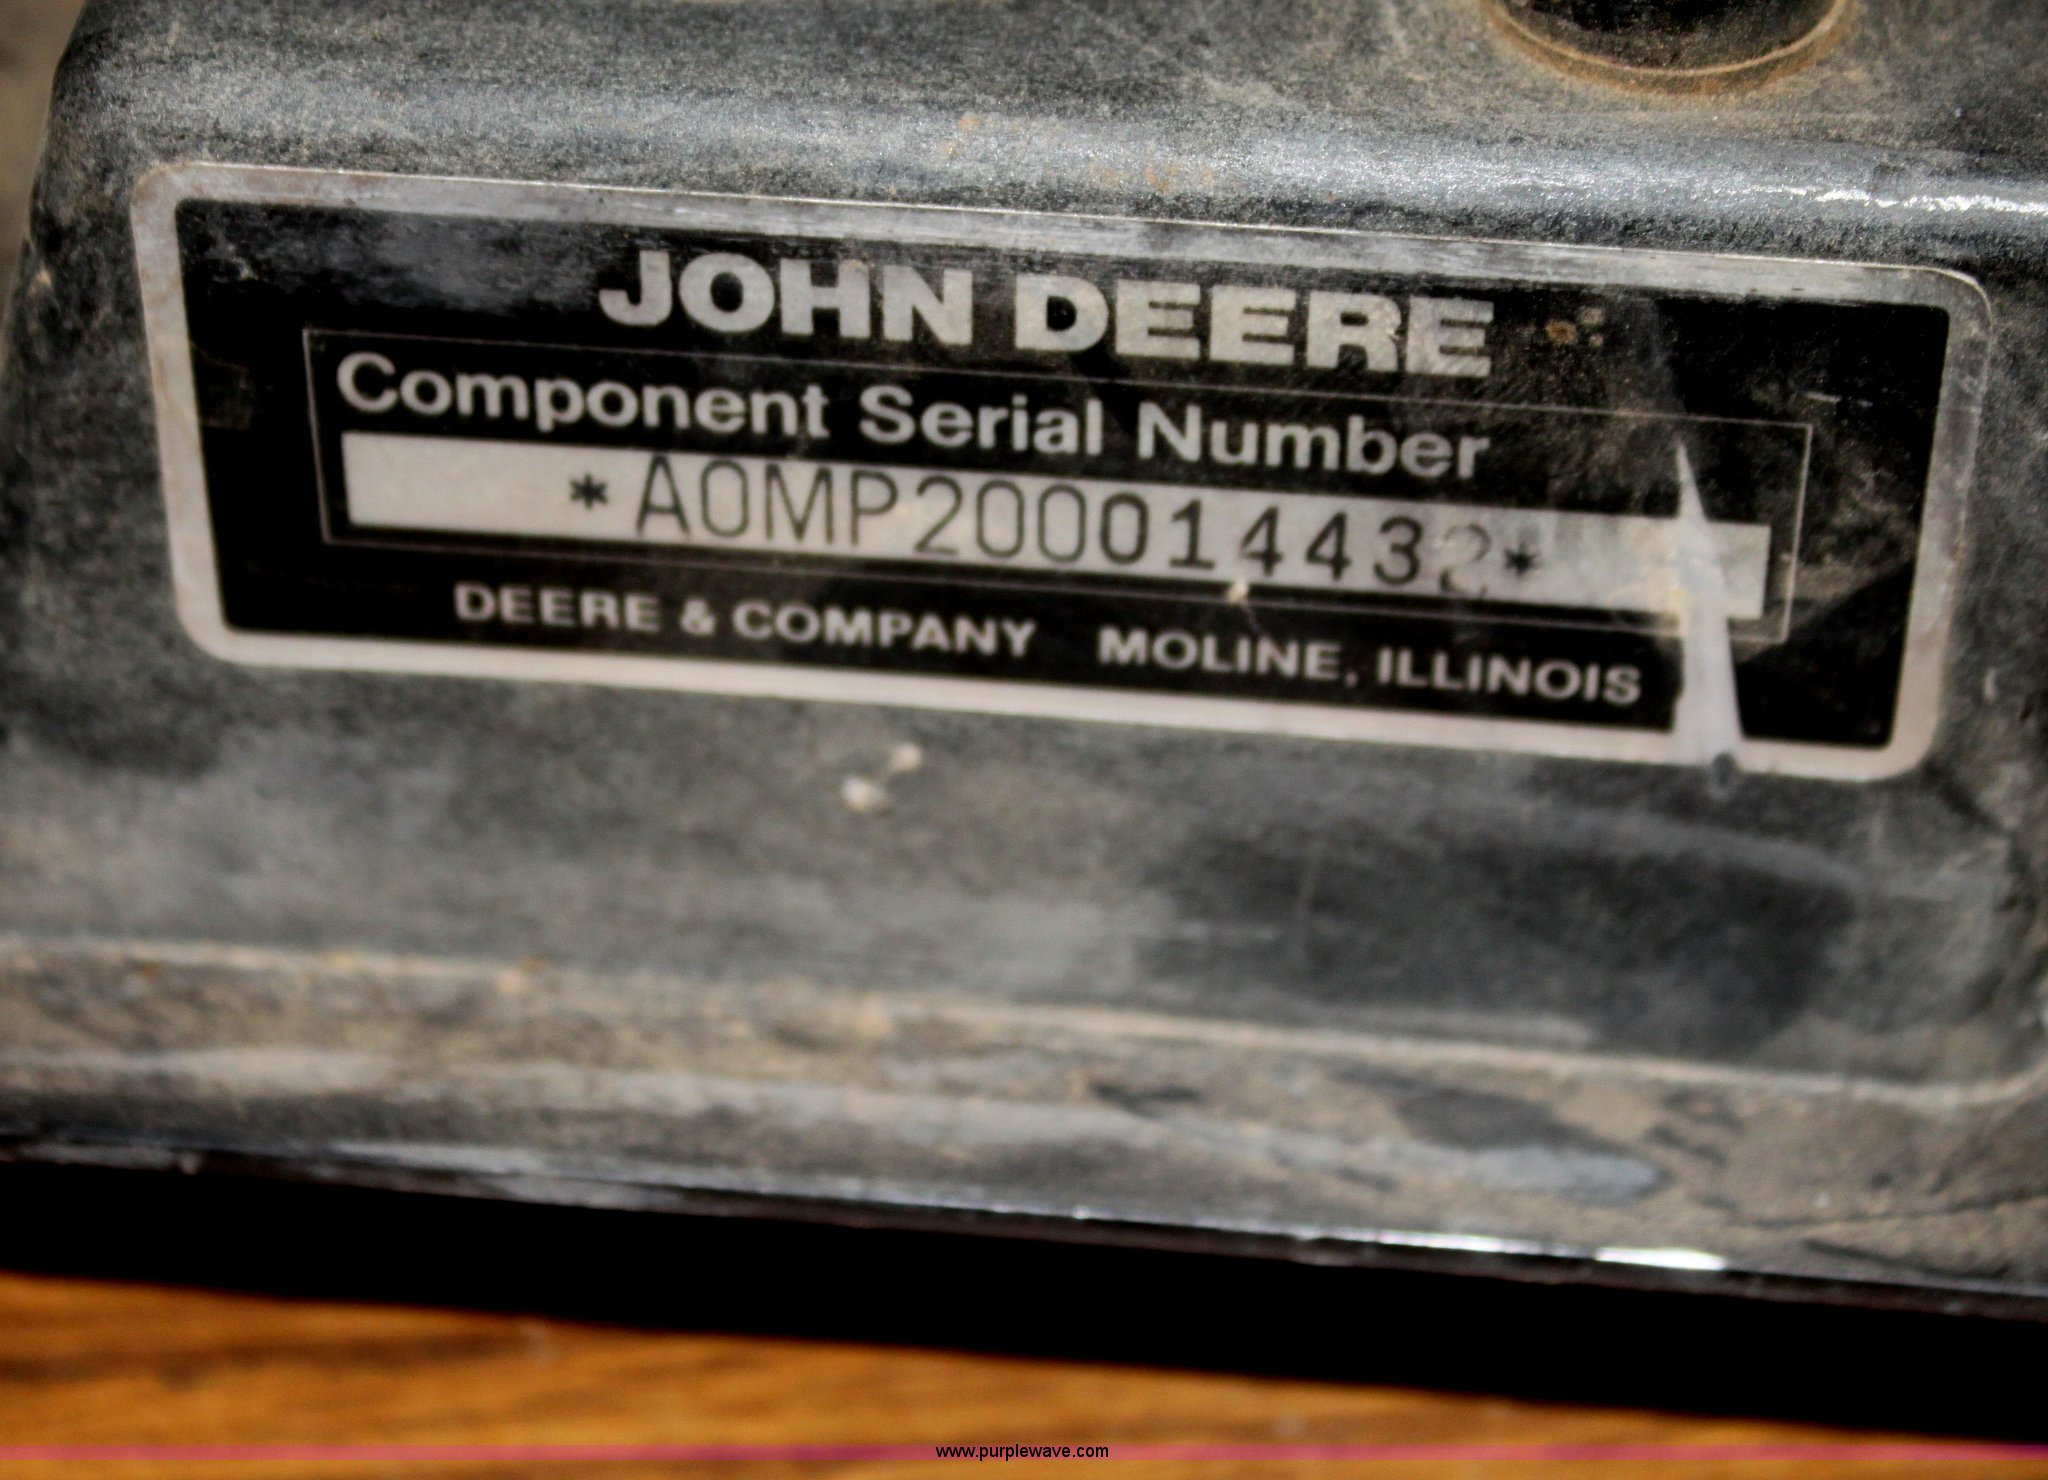 JOHN DEERE
Component Serial Number
*A0MP200014432*
DEERE & COMPANY MOLINE, ILLINOIS
www.purplewave.com